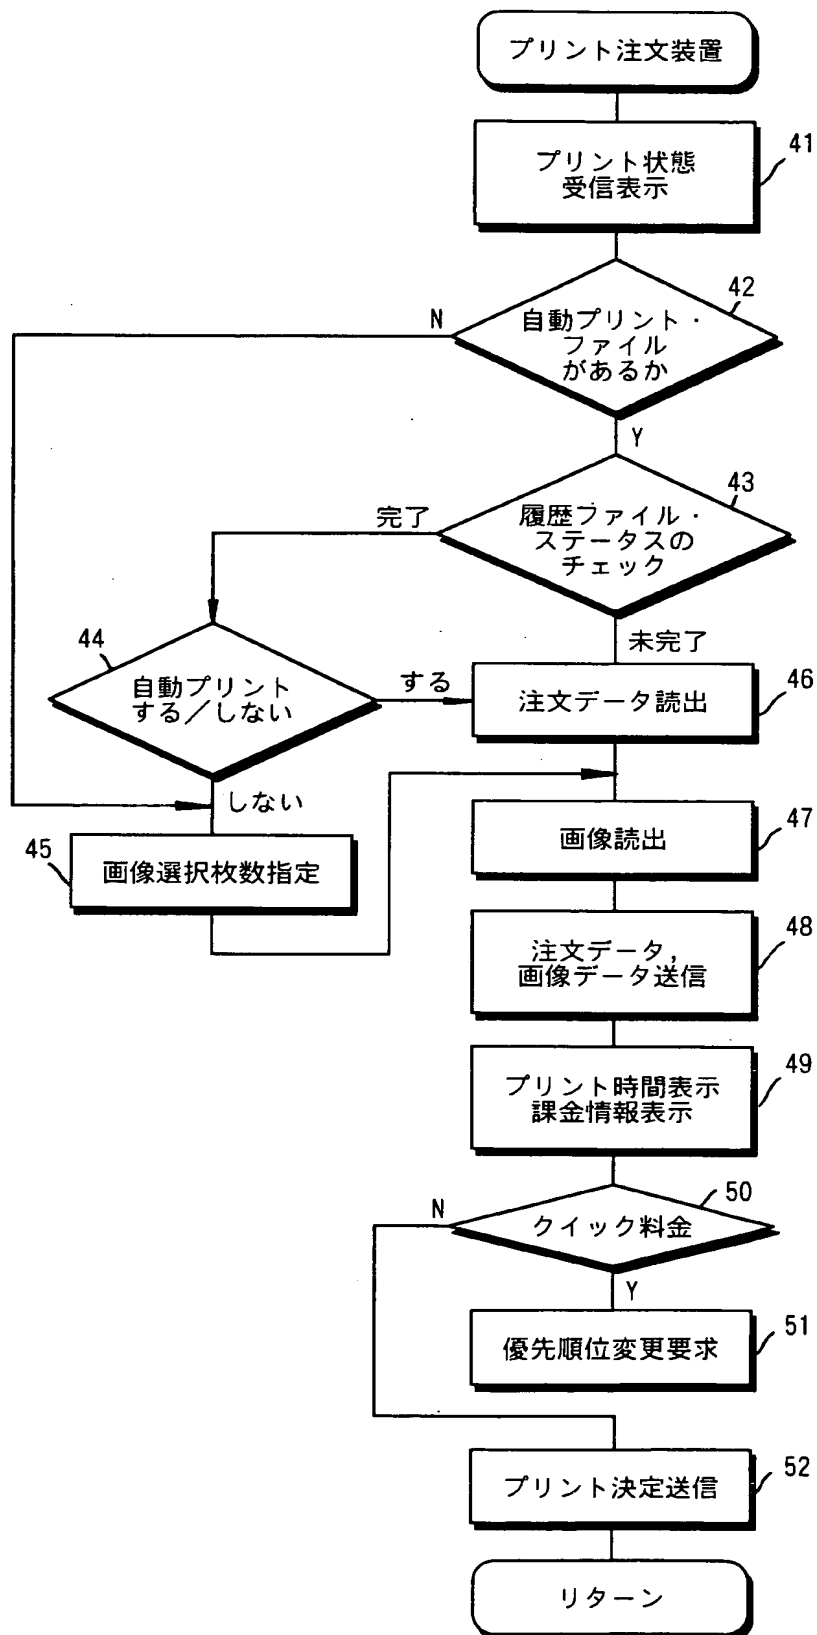 プリント注文装置
プリント状態
受信表示
41
自動プリント・
ファイル
があるか
42
N
Y
履歴ファイル・
ステータスの
チェック
43
完了
未完了
44
自動プリント
する／しない
する
しない
注文データ読出
46
45
画像選択枚数指定
画像読出
47
注文データ,
画像データ送信
48
プリント時間表示
課金情報表示
49
クイック料金
50
N
Y
優先順位変更要求
51
プリント決定送信
52
リターン